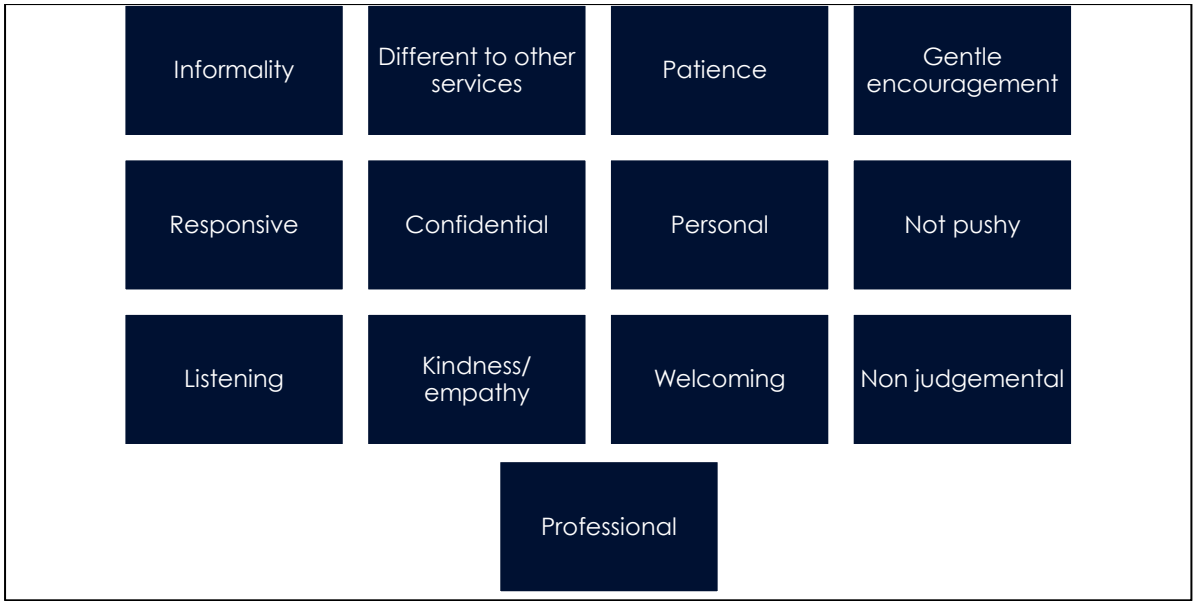 Informality
Different to other
services
Patience
Gentle
encouragement
Responsive
Confidential
Personal
Not pushy
Listening
Kindness/
empathy
Welcoming
Non judgemental
Professional